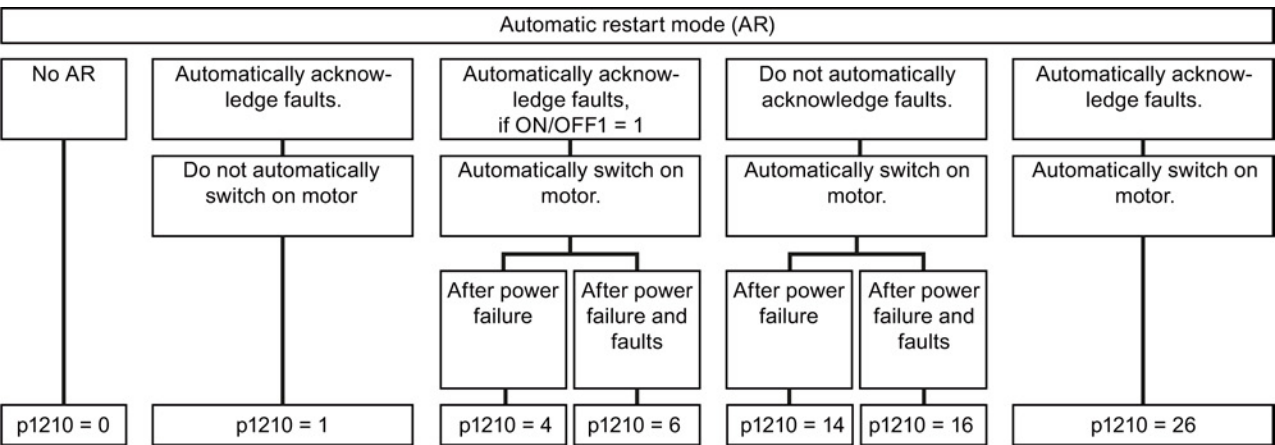 Automatic restart mode (AR)
No AR
Automatically acknow-
ledge faults.
Automatically acknow-
ledge faults,
if ON/OFF1 = 1
Do not automatically
acknowledge faults.
Automatically acknow-
ledge faults.
Do not automatically
switch on motor
Automatically switch on
motor.
Automatically switch on
motor.
Automatically switch on
motor.
After power
failure
After power
failure and
faults
After power
failure
After power
failure and
faults
p1210 = 0
p1210 = 1
p1210 = 4
p1210 = 6
p1210 = 14
p1210 = 16
p1210 = 26